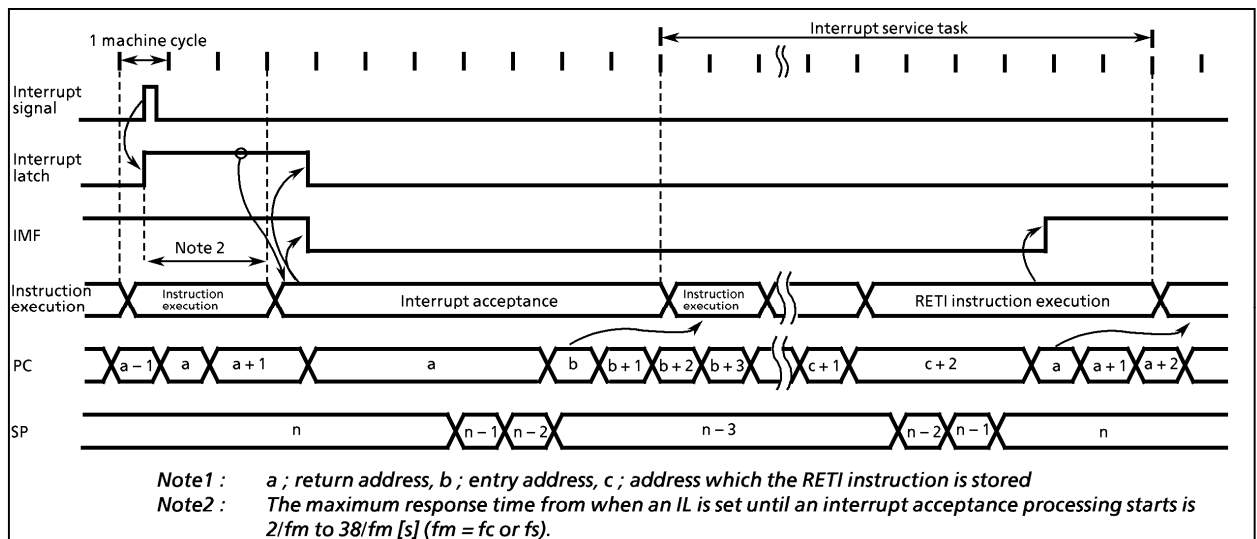 Interrupt service task
1 machine cycle
Interrupt
signal
Interrupt
latch
IMF
Note 2
Instruction
execution
Instruction
execution
Interrupt acceptance
Instruction
execution
RETI instruction execution
PC
a – 1 a a + 1 a b b + 1 b + 2 b + 3 c + 1 c + 2 a a + 1 a + 2
SP
n n – 1 n – 2 n – 3 n – 2 n – 1 n
Note1 : a ; return address, b ; entry address, c ; address which the RETI instruction is stored
Note2 : The maximum response time from when an IL is set until an interrupt acceptance processing starts is
2/fm to 38/fm [s] (fm = fc or fs).